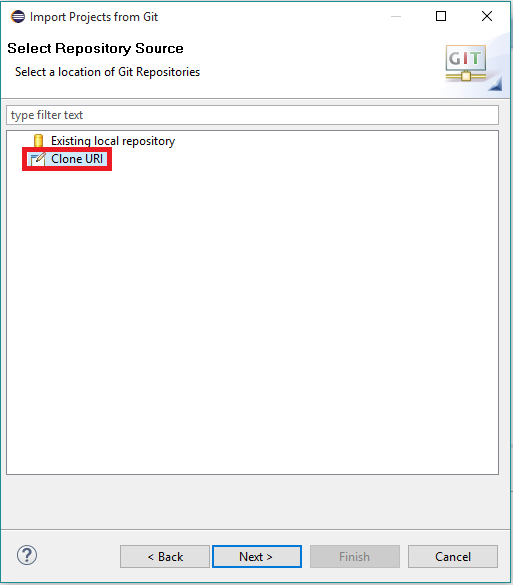 Import Projects from Git
Select Repository Source
Select a location of Git Repositories
GIT
type filter text
Existing local repository
Clone URI
?
< Back
Next >
Finish
Cancel